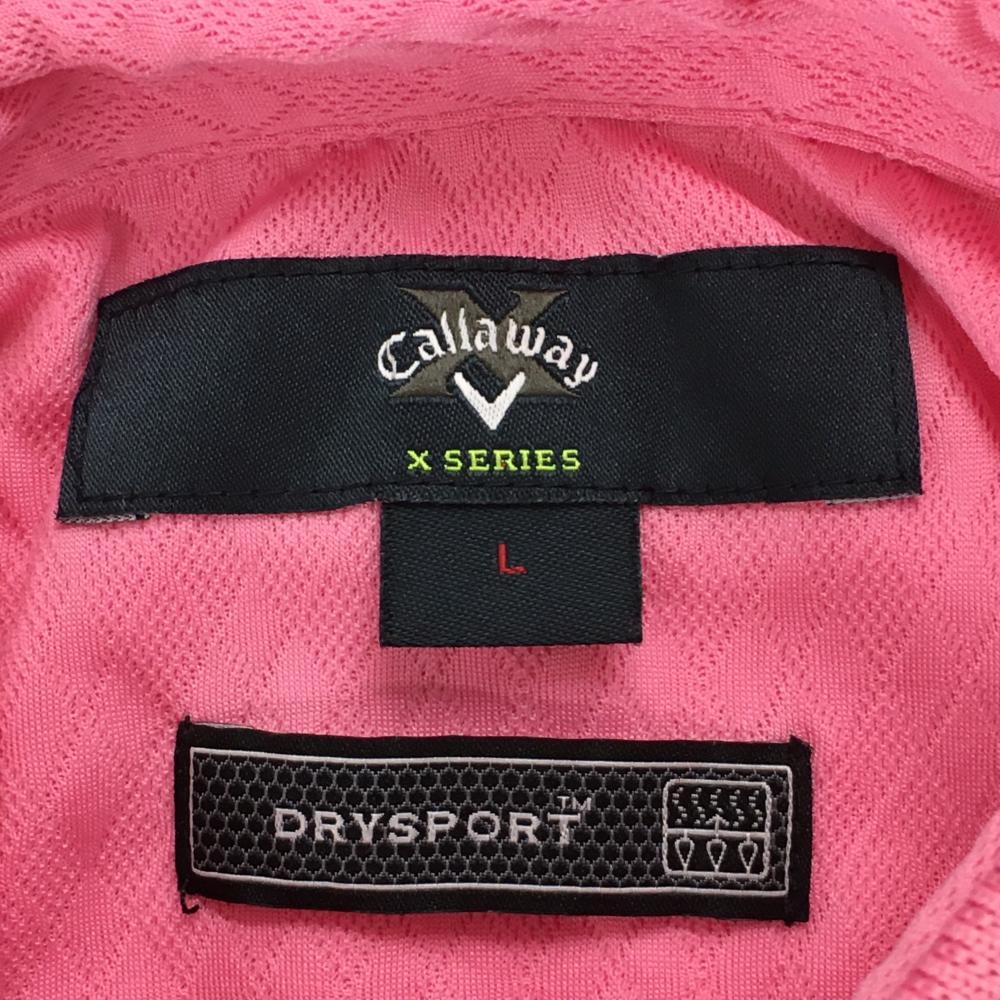 Callaway
X SERIES
L
DRYSPORT™